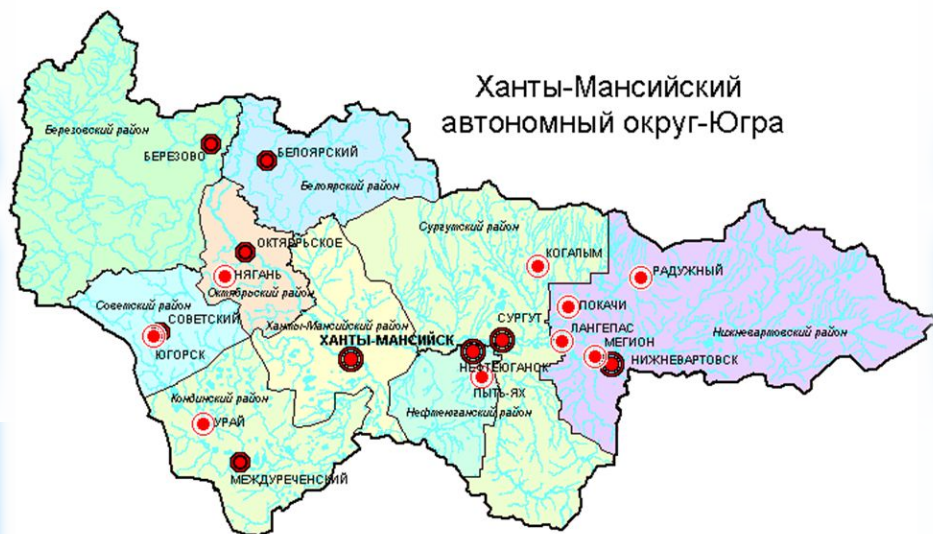 Ханты-Мансийский
автономный округ-Югра
Березовский район
БЕРЕЗОВО
БЕЛОЯРСКИЙ
Белоярский район
ОКТЯРЬСКОЕ
НЯГАНЬ
Октябрьский район
Сургутский район
КОГАЛЫМ
РАДУЖНЫЙ
Советский район
СОВЕТСКИЙ
ЮГОРСК
Ханты-Мансийский район
ХАНТЫ-МАНСИЙСК
СУРГУТ
ПОКАЧИ
ЛАНГЕПАС
МЕГИОН
Нижневартовский район
НИЖНЕВАРТОВСК
НЕФТЕЮГАНСК
ПЫТЬ-ЯХ
Нефтеюганский район
Кондинский район
УРАЙ
МЕЖДУРЕЧЕНСКИЙ